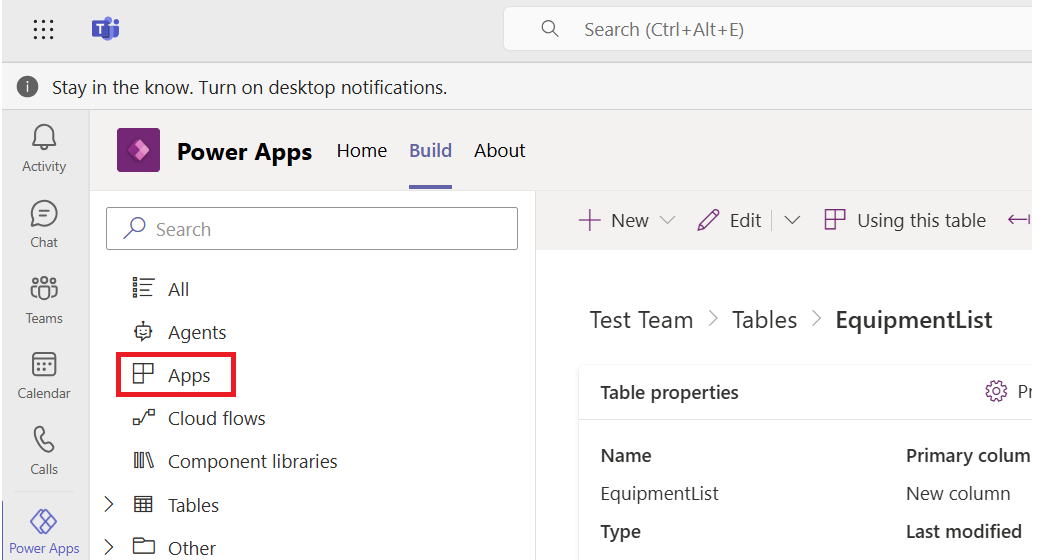 Search (Ctrl+Alt+E)
Stay in the know. Turn on desktop notifications.
Activity
Chat
Teams
Calendar
Calls
Power Apps
Power Apps Home Build About
Search
All
Agents
Apps
Cloud flows
Component libraries
Tables
Other
New Edit Using this table
Test Team Tables EquipmentList
Table properties Pr
Name Primary colum
EquipmentList New column
Type Last modified